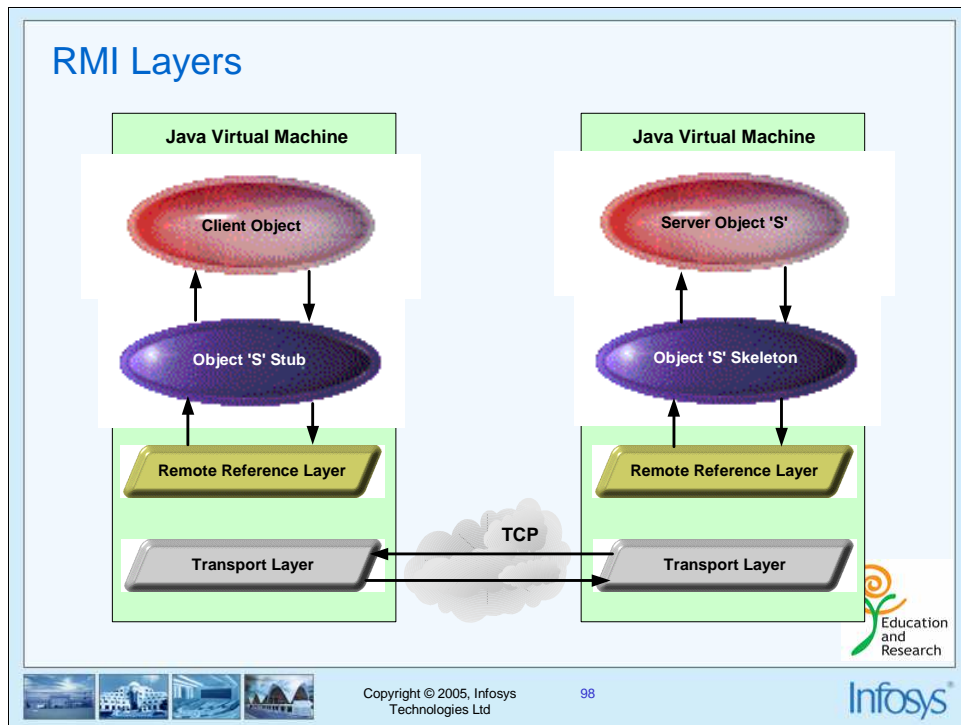 RMI Layers
Java Virtual Machine
Client Object
Object 'S' Stub
Remote Reference Layer
Transport Layer
TCP
Java Virtual Machine
Server Object 'S'
Object 'S' Skeleton
Remote Reference Layer
Transport Layer
Education
and
Research
Copyright © 2005, Infosys
Technologies Ltd
98
Infosys®